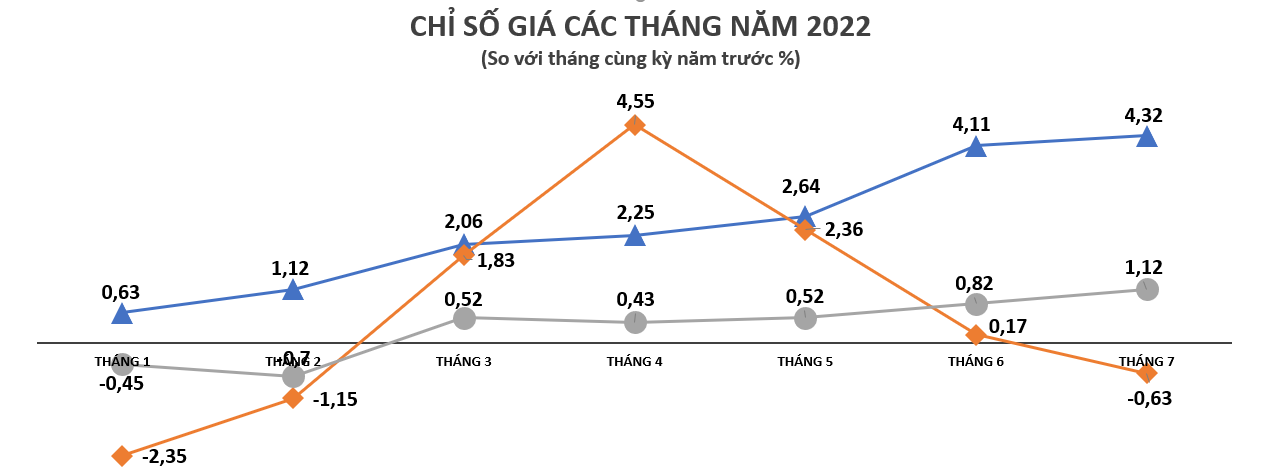 CHỈ SỐ GIÁ CÁC THÁNG NĂM 2022
(So với tháng cùng kỳ năm trước %)
4,55
4,11
4,32
2,64
2,06
2,25
2,36
1,83
1,12
0,63
0,52
0,43
0,52
0,82
1,12
0,17
-0,7
THÁNG 1
THÁNG 2
THÁNG 3
THÁNG 4
THÁNG 5
THÁNG 6
THÁNG 7
-0,45
-1,15
-0,63
-2,35